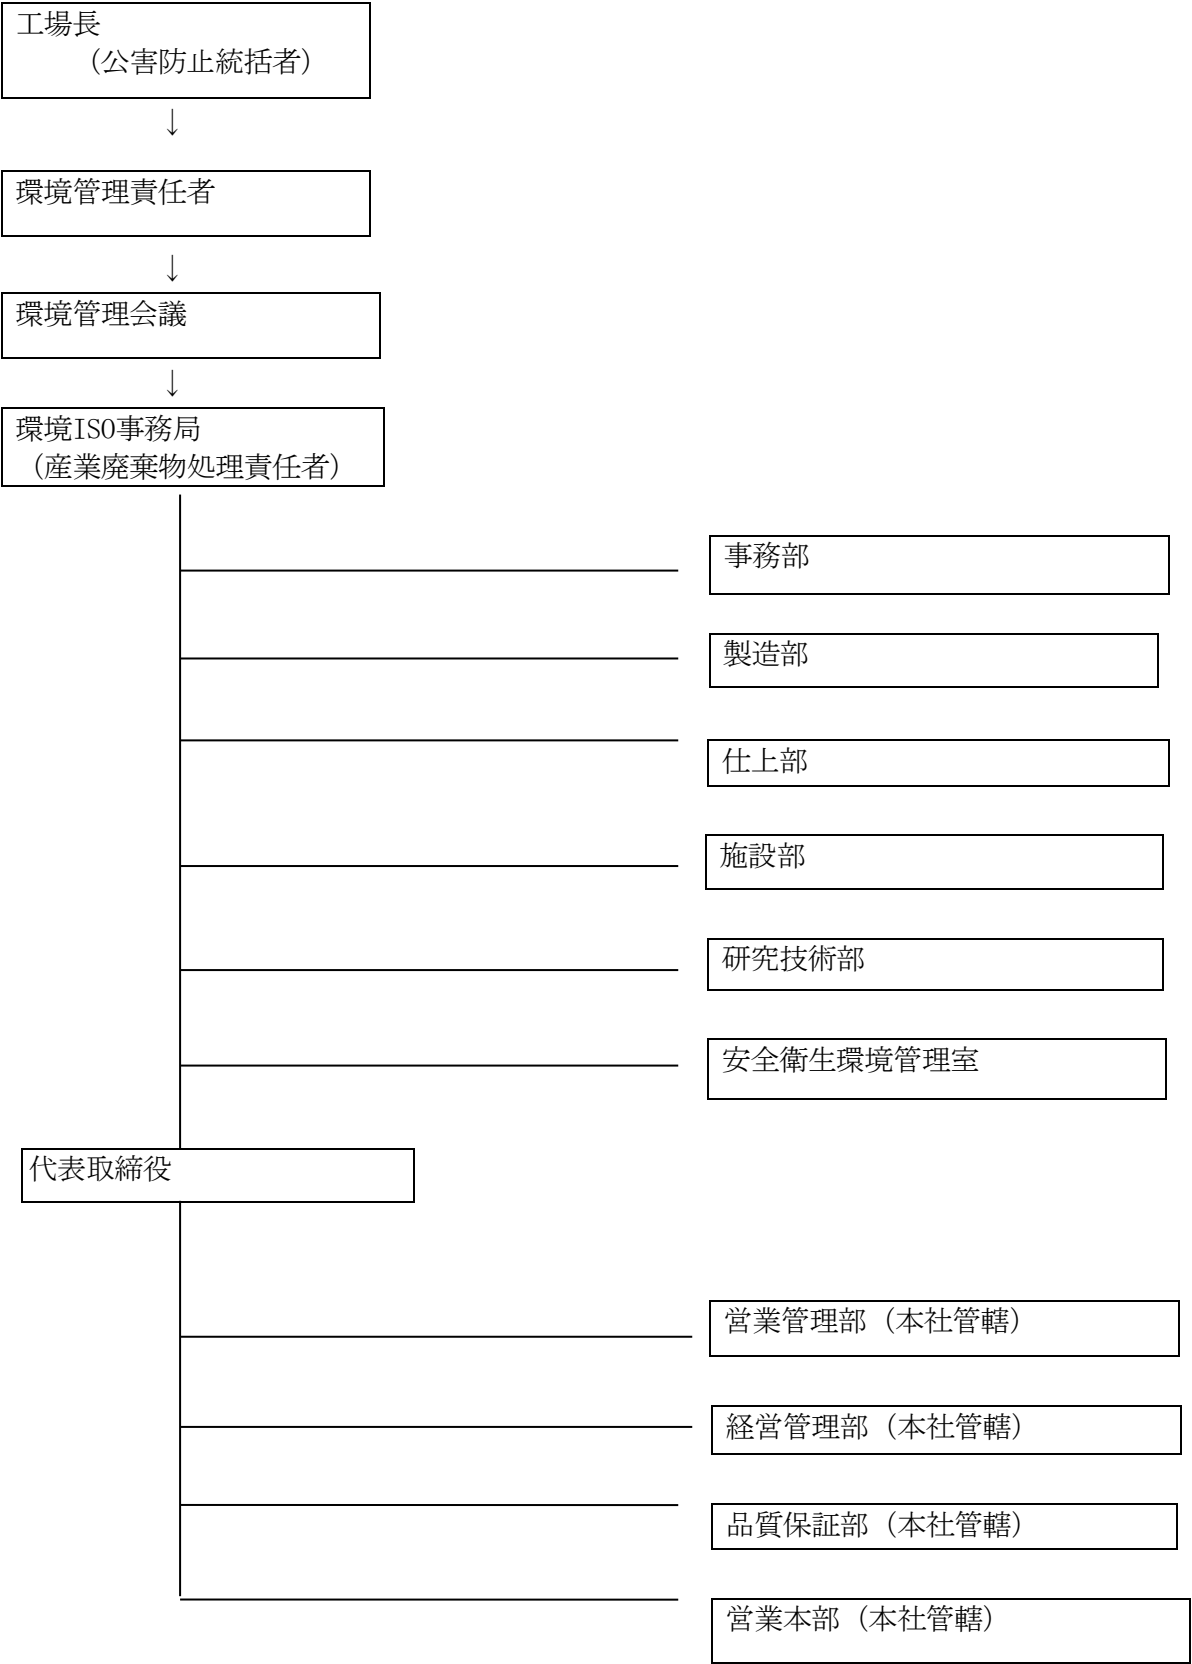 工場長
（公害防止統括者）
↓
環境管理責任者
↓
環境管理会議
↓
環境ISO事務局
（産業廃棄物処理責任者）
事務部
製造部
仕上部
施設部
研究技術部
安全衛生環境管理室
代表取締役
営業管理部（本社管轄）
経営管理部（本社管轄）
品質保証部（本社管轄）
営業本部（本社管轄）